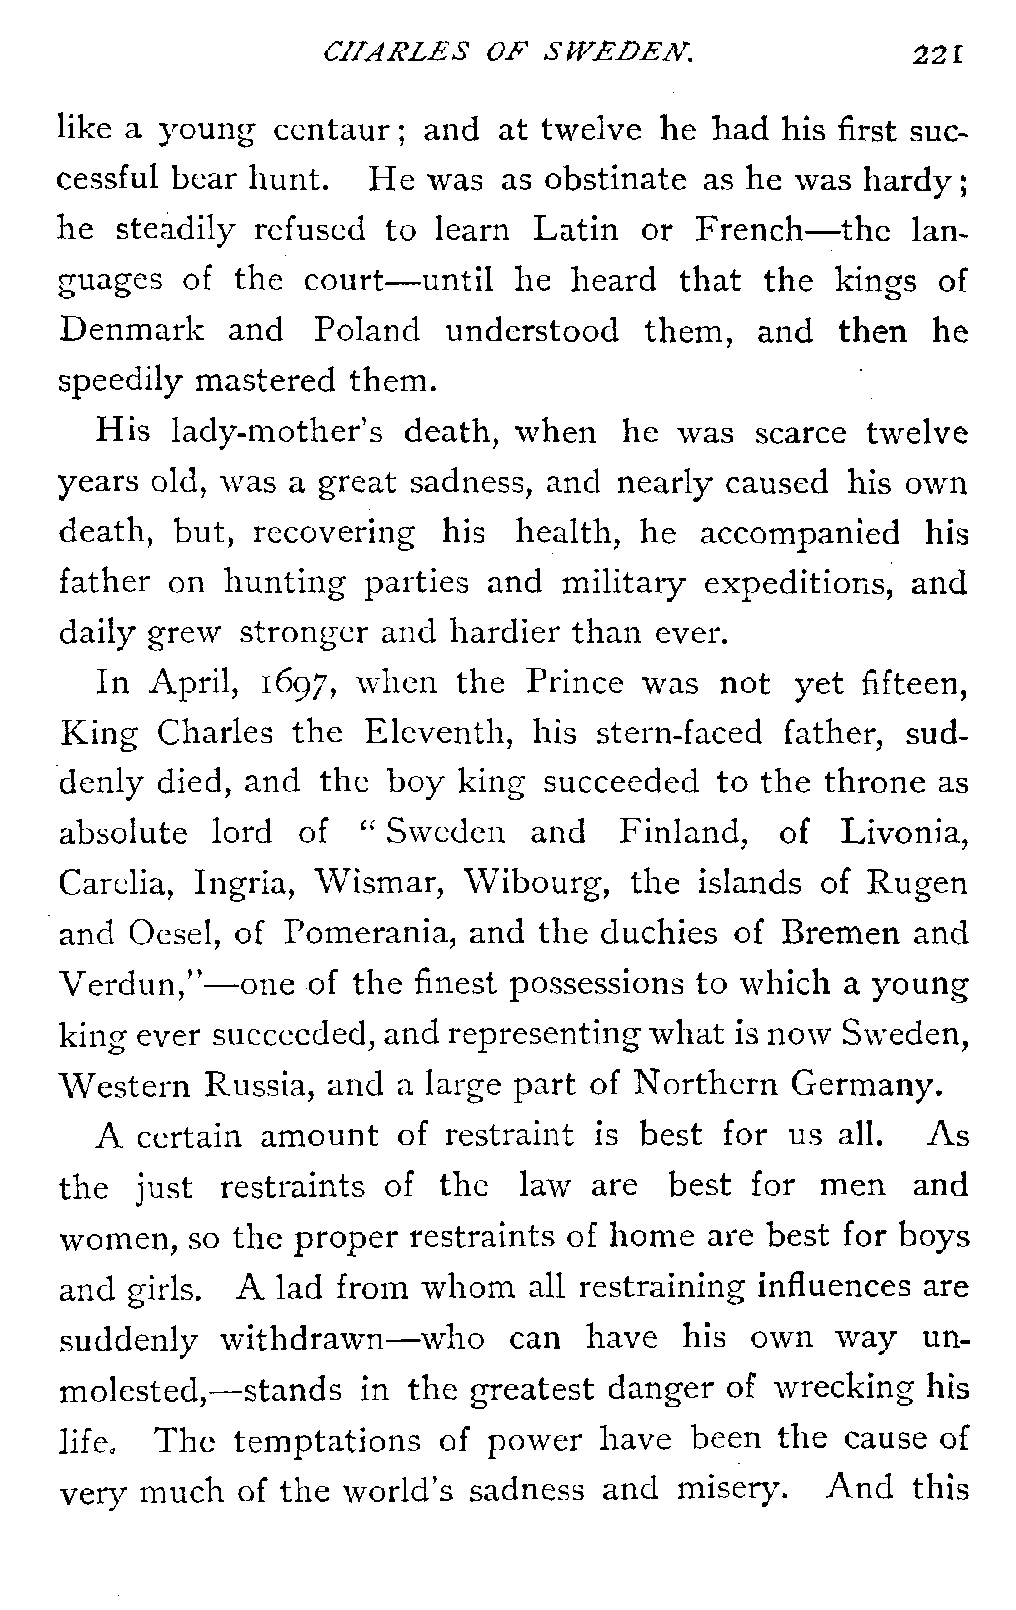 CHARLES OF SWEDEN. 221
like a young centaur; and at twelve he had his first suc-
cessful bear hunt. He was as obstinate as he was hardy;
he steadily refused to learn Latin or French—the lan-
guages of the court—until he heard that the kings of
Denmark and Poland understood them, and then he
speedily mastered them.
His lady-mother's death, when he was scarce twelve
years old, was a great sadness, and nearly caused his own
death, but, recovering his health, he accompanied his
father on hunting parties and military expeditions, and
daily grew stronger and hardier than ever.
In April, 1697, when the Prince was not yet fifteen,
King Charles the Eleventh, his stern-faced father, sud-
denly died, and the boy king succeeded to the throne as
absolute lord of "Sweden and Finland, of Livonia,
Carelia, Ingria, Wismar, Wibourg, the islands of Rugen
and Oesel, of Pomerania, and the duchies of Bremen and
Verdun,"—one of the finest possessions to which a young
king ever succeeded, and representing what is now Sweden,
Western Russia, and a large part of Northern Germany.
A certain amount of restraint is best for us all. As
the just restraints of the law are best for men and
women, so the proper restraints of home are best for boys
and girls. A lad from whom all restraining influences are
suddenly withdrawn—who can have his own way un-
molested,—stands in the greatest danger of wrecking his
life. The temptations of power have been the cause of
very much of the world's sadness and misery. And this